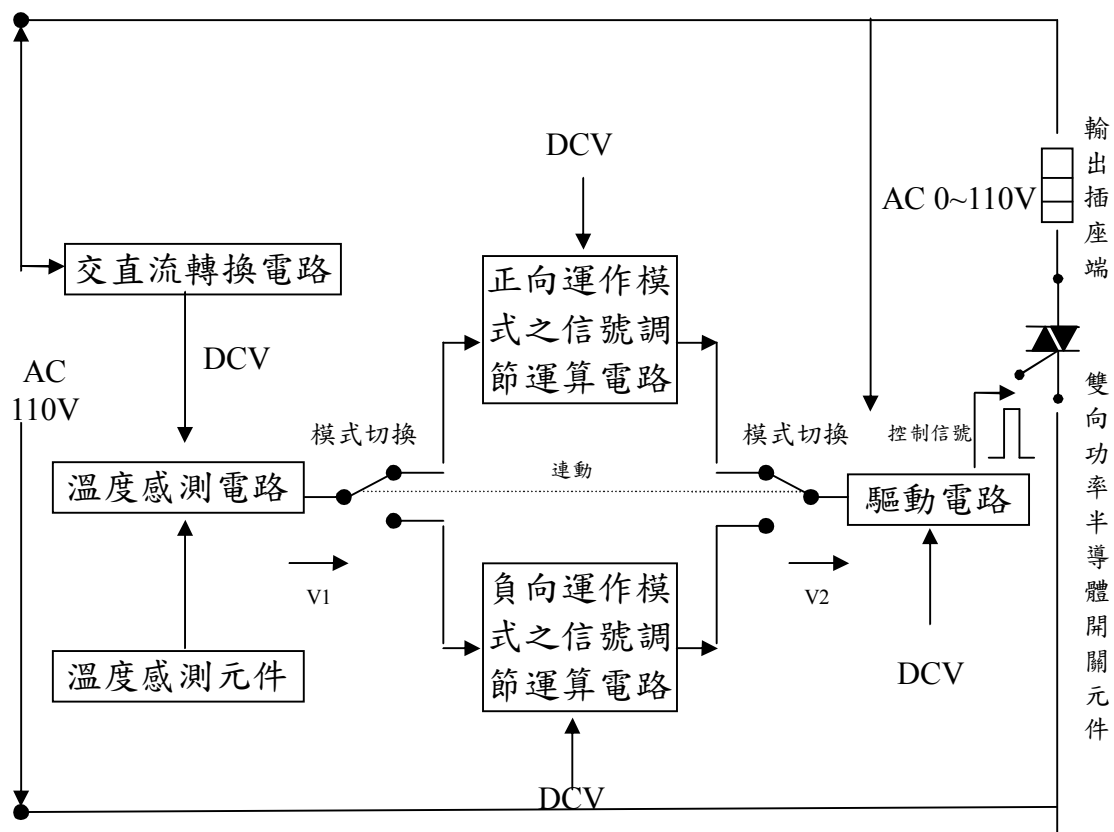 DCV
AC 0~110V
輸出插座端
交直流轉換電路
正向運作模
式之信號調
節運算電路
DCV
AC
110V
模式切換
模式切換
控制信號
雙向功率半導體開關元件
溫度感測電路
連動
驅動電路
V1
負向運作模
式之信號調
節運算電路
V2
溫度感測元件
DCV
DCV